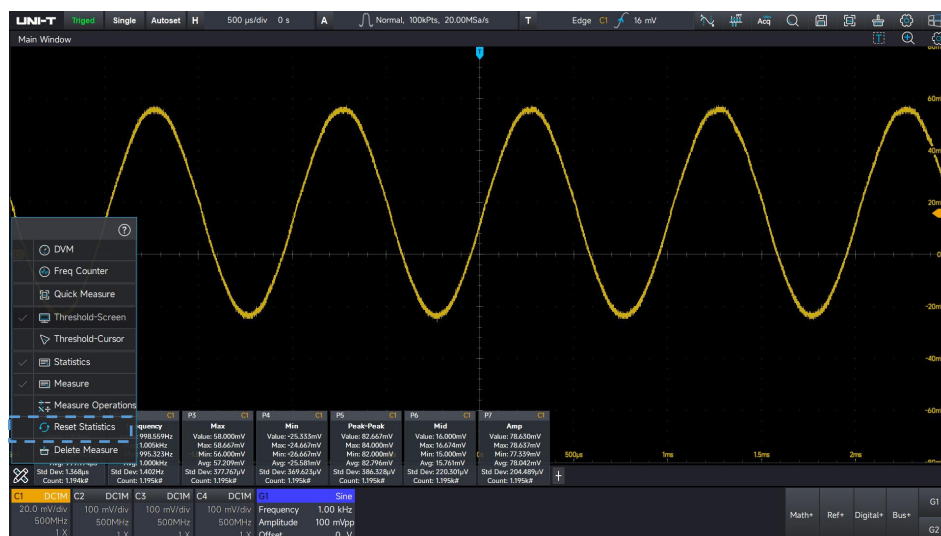 UNI-T Triged Single Autoset H 500 μs/div 0 s A Normal, 100kPts, 20.00MSa/s T Edge C1 16 mV Acq
Main Window
T
60m
40m
20m
0
-20m
-40m
-60m
500μs 1ms 1.5ms 2ms
?
DVM
Freq Counter
Quick Measure
Threshold-Screen
Threshold-Cursor
Statistics
Measure
Measure Operations
Reset Statistics
Delete Measure
Std Dev: 1.368μs
Count: 1.194k#
C1
998.559Hz
1.005kHz
995.323Hz
1.000kHz
Std Dev: 1.402Hz
Count: 1.195k#
P3 C1
Max
Value: 58.000mV
Max: 58.667mV
Min: 56.000mV
Avg: 57.209mV
Std Dev: 377.767μV
Count: 1.195k#
P4 C1
Min
Value: -25.333mV
Max: -24.667mV
Min: -26.667mV
Avg: -25.581mV
Std Dev: 369.623μV
Count: 1.195k#
P5 C1
Peak-Peak
Value: 82.667mV
Max: 84.000mV
Min: 82.000mV
Avg: 82.796mV
Std Dev: 386.328μV
Count: 1.195k#
P6 C1
Mid
Value: 16.000mV
Max: 16.674mV
Min: 15.000mV
Avg: 15.761mV
Std Dev: 220.301μV
Count: 1.195k#
P7 C1
Amp
Value: 78.630mV
Max: 78.637mV
Min: 77.339mV
Avg: 78.042mV
Std Dev: 204.489μV
Count: 1.195k#
C1 DC1M
20.0 mV/div
500MHz
1 X
C2 DC1M
100 mV/div
500MHz
1 X
C3 DC1M
100 mV/div
500MHz
1 X
C4 DC1M
100 mV/div
500MHz
1 X
G1 Sine
Frequency 1.00 kHz
Amplitude 100 mVpp
Offset 0 V
Math+ Ref+ Digital+ Bus+
G1
G2